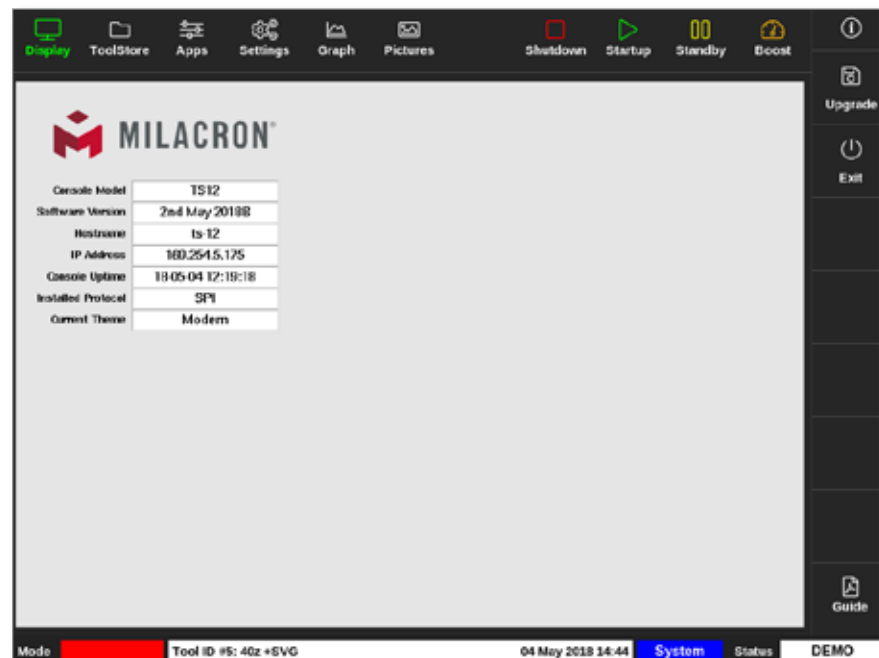 Display ToolStore Apps Settings Graph Pictures Shutdown Startup Standby Boost
Upgrade
Exit
MILACRON®
Console Model TS12
Software Version 2nd May 2018B
Hostname ts-12
IP Address 169.254.5.175
Console Uptime 18-05-04 12:19:18
Installed Protocol SPI
Current Theme Modern
Guide
Mode Tool ID #5: 40z +SVG 04 May 2018 14:44 System Status DEMO